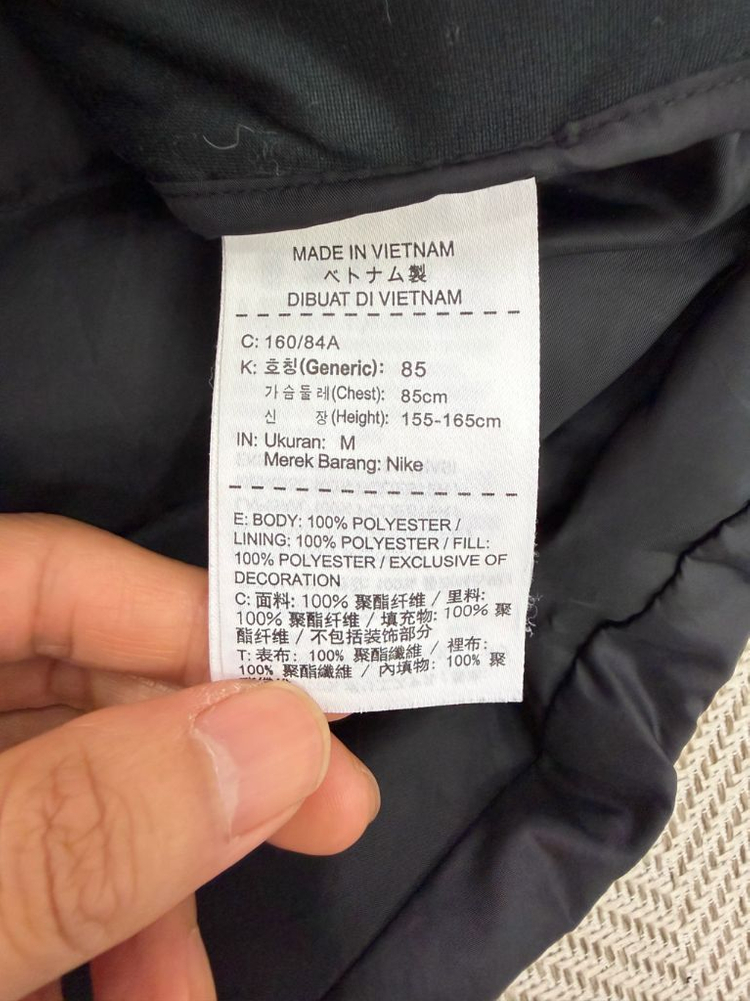 MADE IN VIETNAM
ベトナム製
DIBUAT DI VIETNAM
C: 160/84A
K: 호칭(Generic): 85
가슴둘레(Chest): 85cm
신 장(Height): 155-165cm
IN: Ukuran: M
Merek Barang: Nike
E: BODY: 100% POLYESTER /
LINING: 100% POLYESTER / FILL:
100% POLYESTER / EXCLUSIVE OF
DECORATION
C: 面料: 100% 聚酯纤维 / 里料:
100% 聚酯纤维 / 填充物: 100% 聚
酯纤维 / 不包括装饰部分
T: 表布: 100% 聚酯纖維 / 裡布:
100% 聚酯纖維 / 內填物: 100% 聚